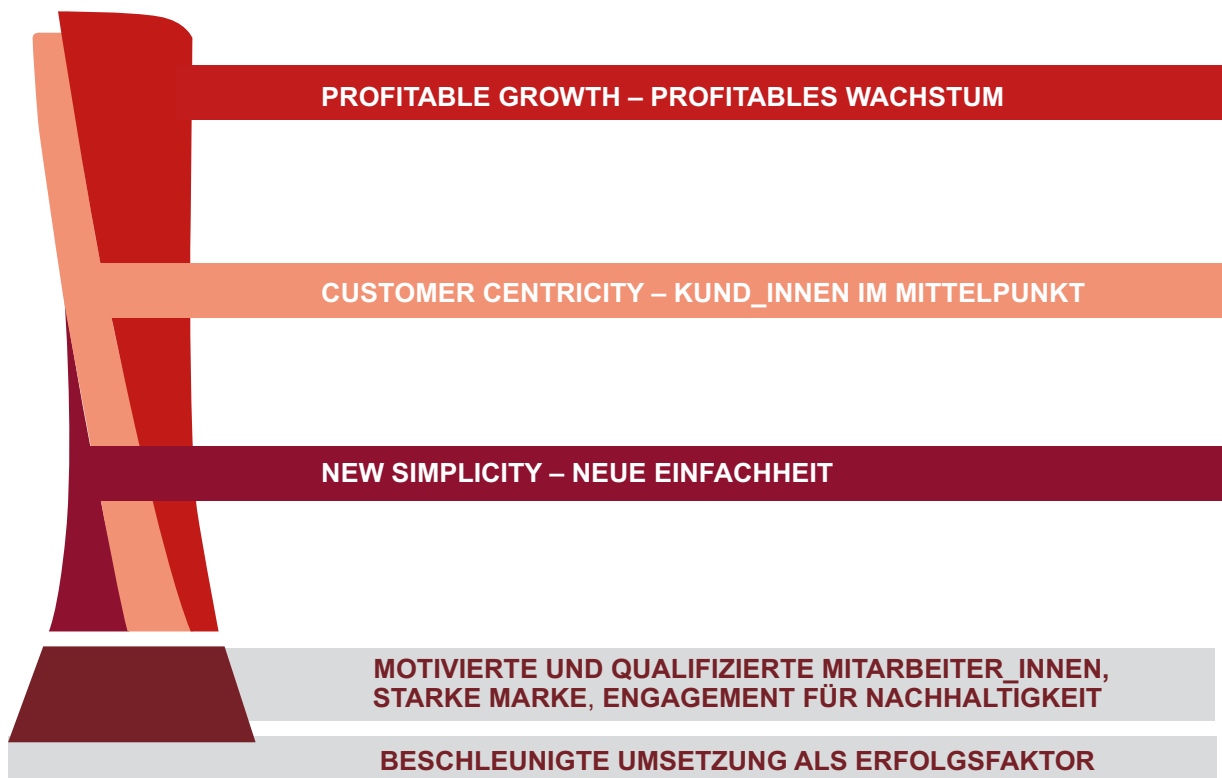 PROFITABLE GROWTH – PROFITABLES WACHSTUM
CUSTOMER CENTRICITY – KUND_INNEN IM MITTELPUNKT
NEW SIMPLICITY – NEUE EINFACHHEIT
MOTIVIERTE UND QUALIFIZIERTE MITARBEITER_INNEN,
STARKE MARKE, ENGAGEMENT FÜR NACHHALTIGKEIT
BESCHLEUNIGTE UMSETZUNG ALS ERFOLGSFAKTOR